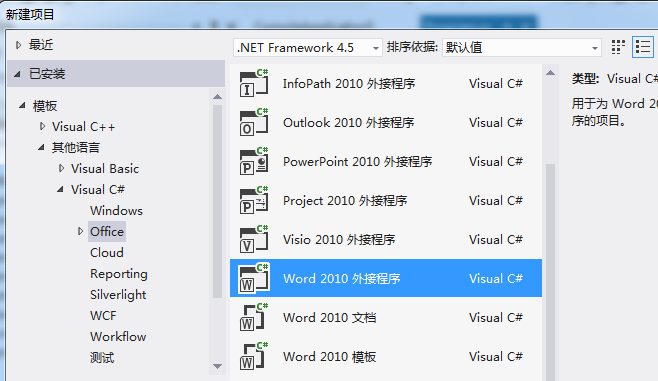 新建项目
最近
.NET Framework 4.5 排序依据: 默认值
已安装
模板
Visual C++
其他语言
Visual Basic
Visual C#
Windows
Office
Cloud
Reporting
Silverlight
WCF
Workflow
测试
InfoPath 2010 外接程序 Visual C#
Outlook 2010 外接程序 Visual C#
PowerPoint 2010 外接程序 Visual C#
Project 2010 外接程序 Visual C#
Visio 2010 外接程序 Visual C#
Word 2010 外接程序 Visual C#
Word 2010 文档 Visual C#
Word 2010 模板 Visual C#
类型: Visual C#
用于为 Word 20
序的项目。